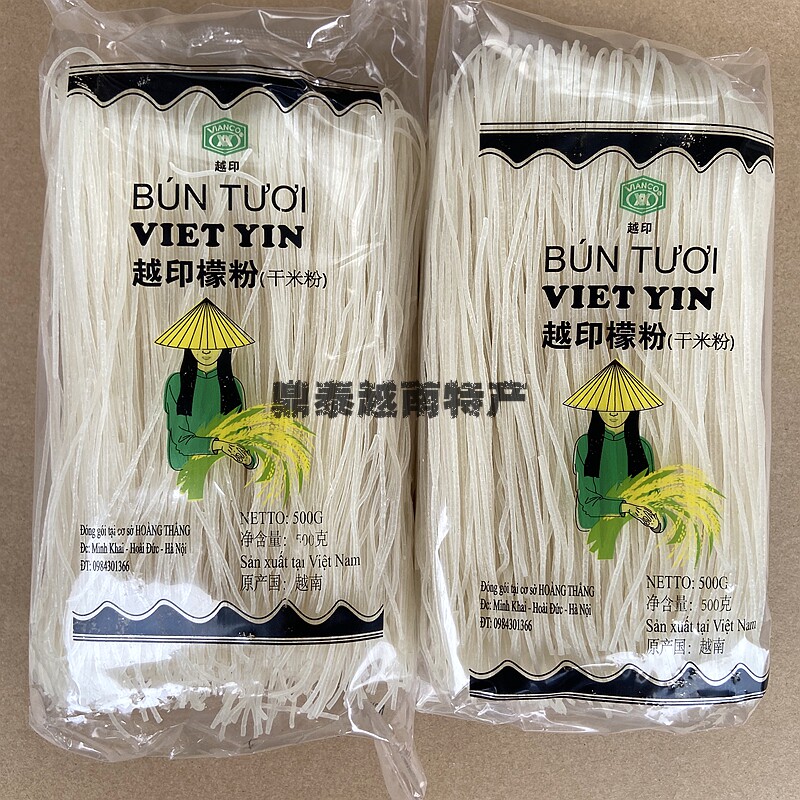 VIANCO
越印
BÚN TƯƠI
VIET YIN
越印檬粉(干米粉)
NETTO: 500G
净含量: 500克
Sản xuất tại Việt Nam
原产国: 越南
Đóng gói tại cơ sở HOÀNG THẮNG
Đc: Minh Khai - Hoài Đức - Hà Nội
ĐT: 0984301366
VIANCO
越印
BÚN TƯƠI
VIET YIN
越印檬粉(干米粉)
NETTO: 500G
净含量: 500克
Sản xuất tại Việt Nam
原产国: 越南
Đóng gói tại cơ sở HOÀNG THẮNG
Đc: Minh Khai - Hoài Đức - Hà Nội
ĐT: 0984301366
鼎泰越南特产